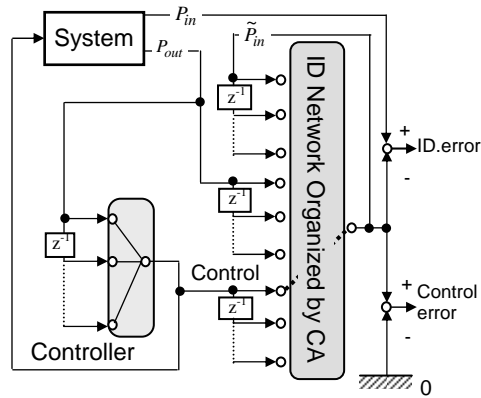 System
P_in
P_out
P̃_in
z⁻¹
z⁻¹
z⁻¹
z⁻¹
ID Network Organized by CA
+
ID.error
-
Control
+
Control
error
-
Controller
0